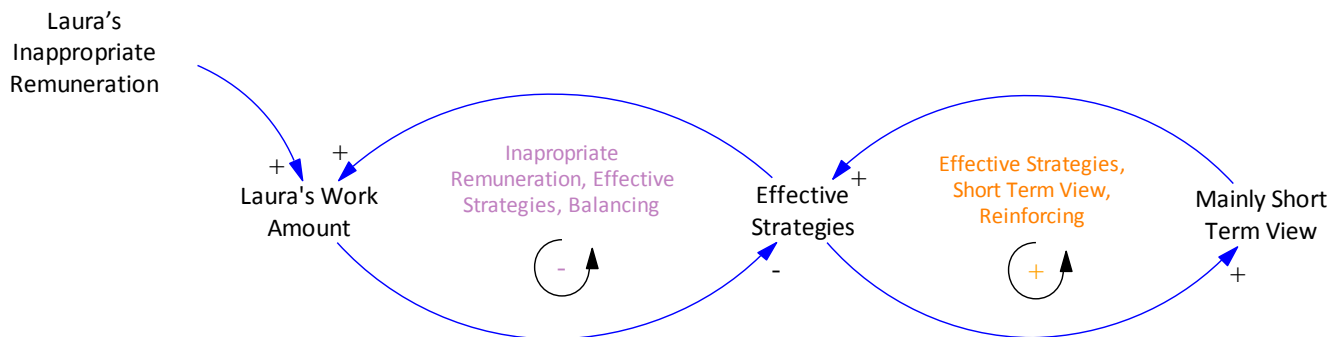 Laura’s
Inappropriate
Remuneration
+
+
Laura's Work
Amount
Inapropriate
Remuneration, Effective
Strategies, Balancing
-
Effective
Strategies
+
-
Effective Strategies,
Short Term View,
Reinforcing
+
Mainly Short
Term View
+